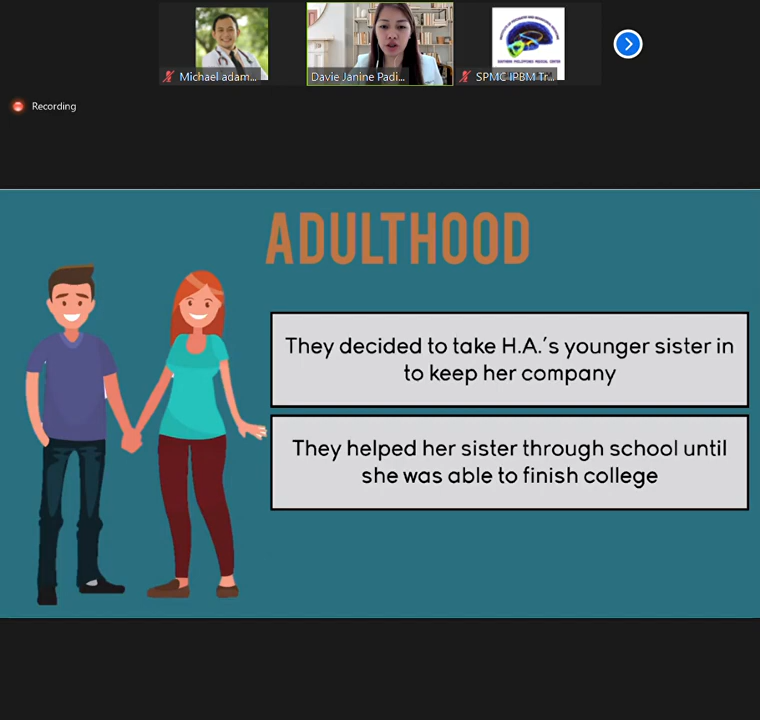 Michael adam...
Davie Janine Padi...
SPMC IPBM Tr...
Recording
ADULTHOOD
They decided to take H.A.'s younger sister in
to keep her company
They helped her sister through school until
she was able to finish college